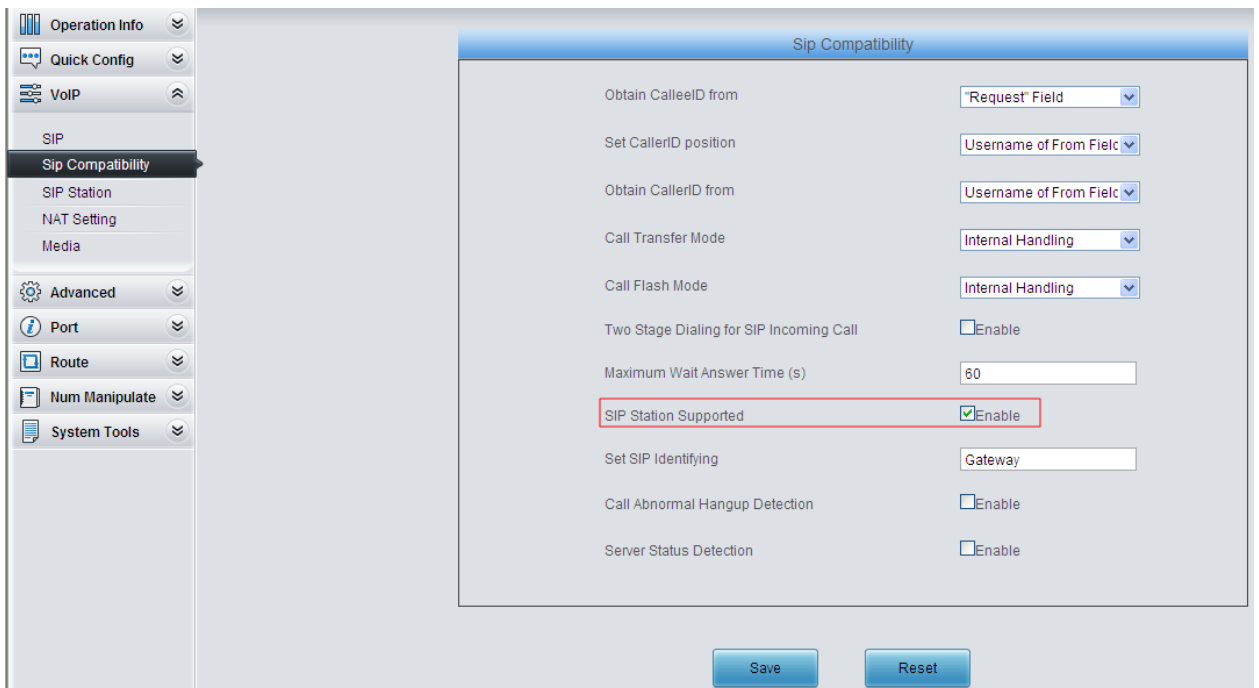 Operation Info
Quick Config
VoIP
SIP
Sip Compatibility
SIP Station
NAT Setting
Media
Advanced
Port
Route
Num Manipulate
System Tools
Sip Compatibility
Obtain CalleeID from "Request" Field
Set CallerID position Username of From Fielc
Obtain CallerID from Username of From Fielc
Call Transfer Mode Internal Handling
Call Flash Mode Internal Handling
Two Stage Dialing for SIP Incoming Call Enable
Maximum Wait Answer Time (s) 60
SIP Station Supported Enable
Set SIP Identifying Gateway
Call Abnormal Hangup Detection Enable
Server Status Detection Enable
Save Reset